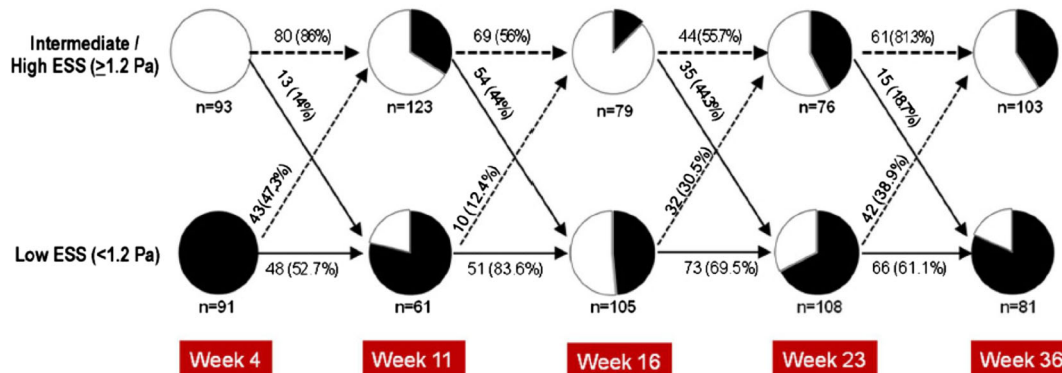 Intermediate /
High ESS (≥1.2 Pa)
80 (86%)
69 (56%)
44(55.7%)
61(81.3%)
13 (14%)
54 (44%)
35(44.3%)
15 (18.7%)
n=93
n=123
n=79
n=76
n=103
43(47.3%)
10 (12.4%)
32 (30.5%)
42 (38.9%)
Low ESS (<1.2 Pa)
48 (52.7%)
51 (83.6%)
73 (69.5%)
66 (61.1%)
n=91
n=61
n=105
n=108
n=81
Week 4
Week 11
Week 16
Week 23
Week 36